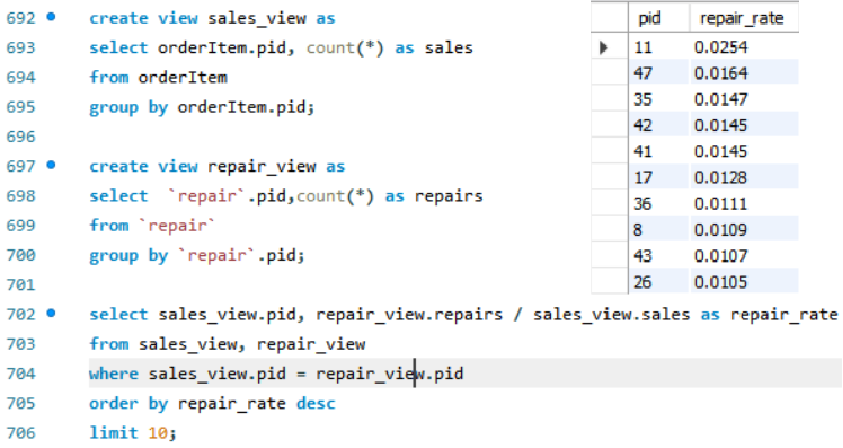 692 create view sales_view as
693 select orderItem.pid, count(*) as sales
694 from orderItem
695 group by orderItem.pid;
696
697 create view repair_view as
698 select  `repair`.pid,count(*) as repairs
699 from `repair`
700 group by `repair`.pid;
701
702 select sales_view.pid, repair_view.repairs / sales_view.sales as repair_rate
703 from sales_view, repair_view
704 where sales_view.pid = repair_view.pid
705 order by repair_rate desc
706 limit 10;
pid repair_rate
11 0.0254
47 0.0164
35 0.0147
42 0.0145
41 0.0145
17 0.0128
36 0.0111
8 0.0109
43 0.0107
26 0.0105